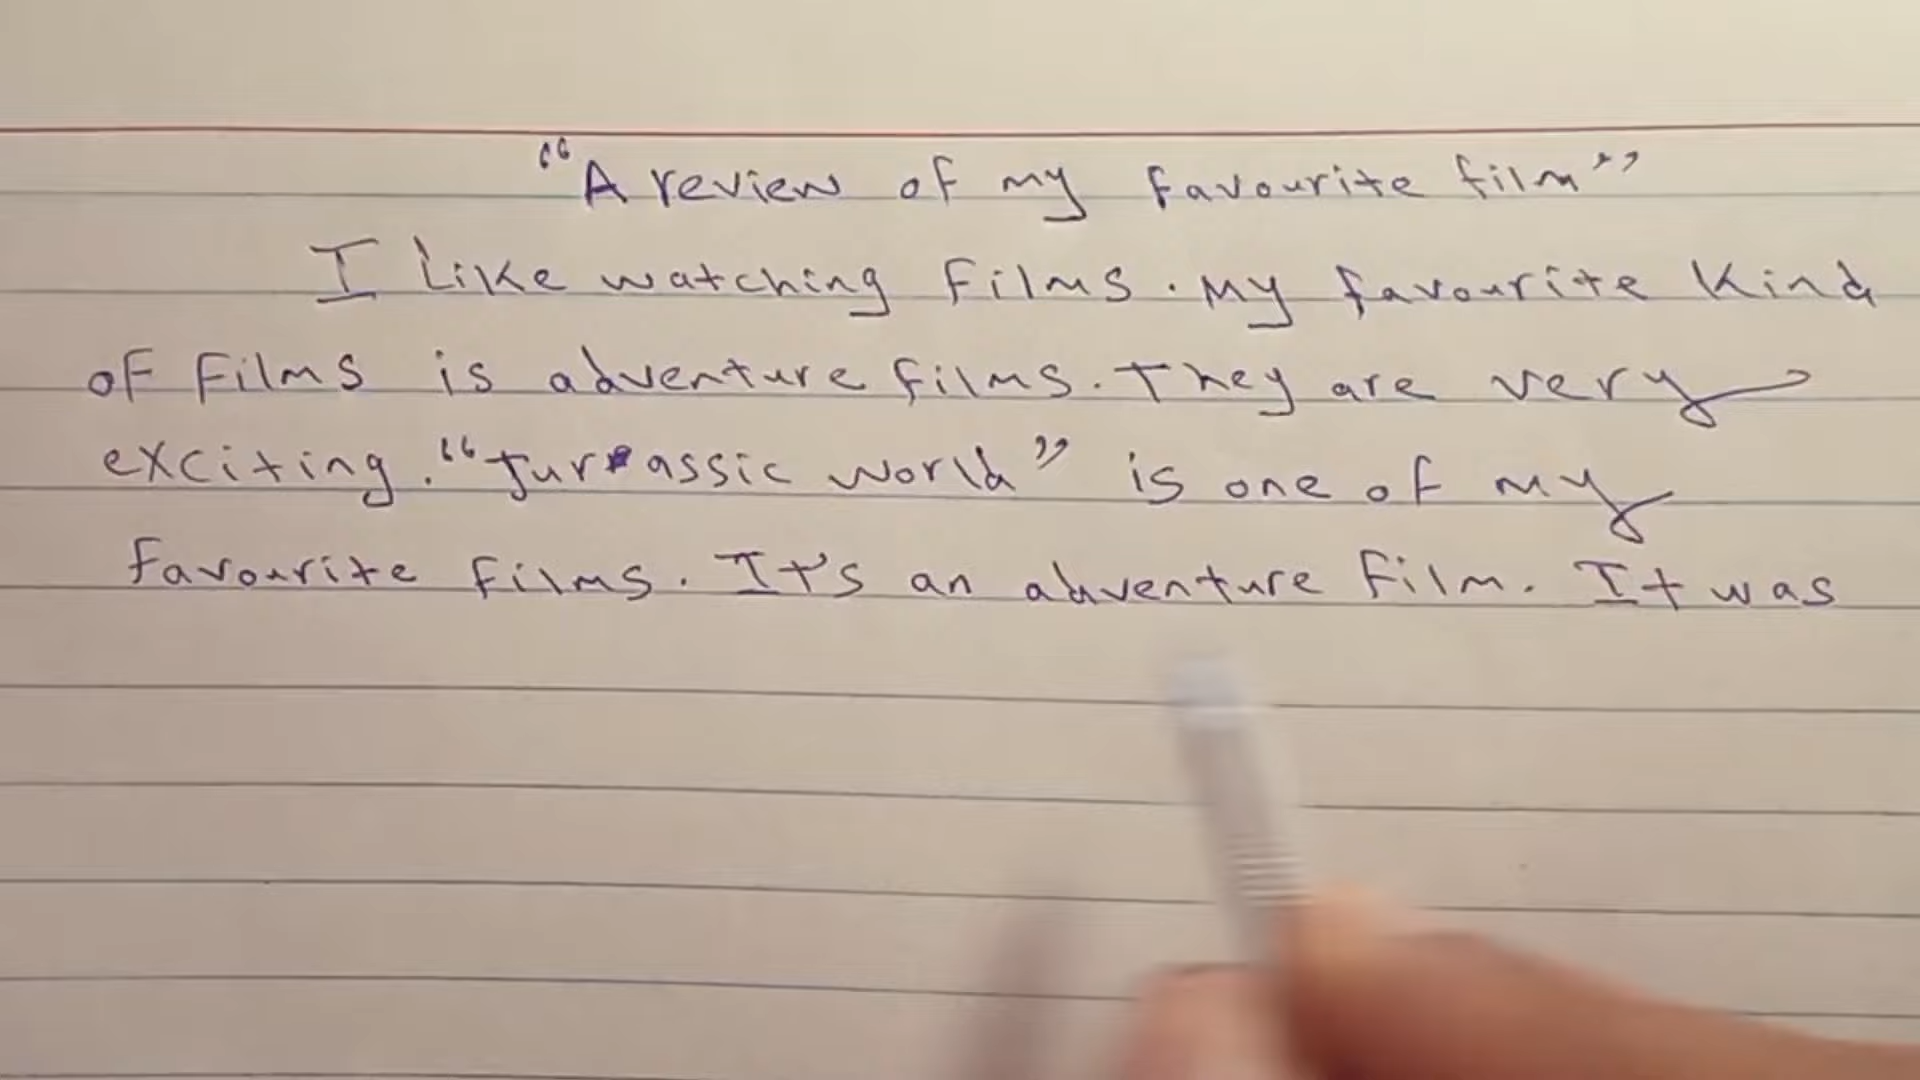 "A review of my favourite film"
I like watching films. My favourite kind
of films is adventure films. They are very
exciting. "Jurassic world" is one of my
favourite films. It's an adventure film. It was